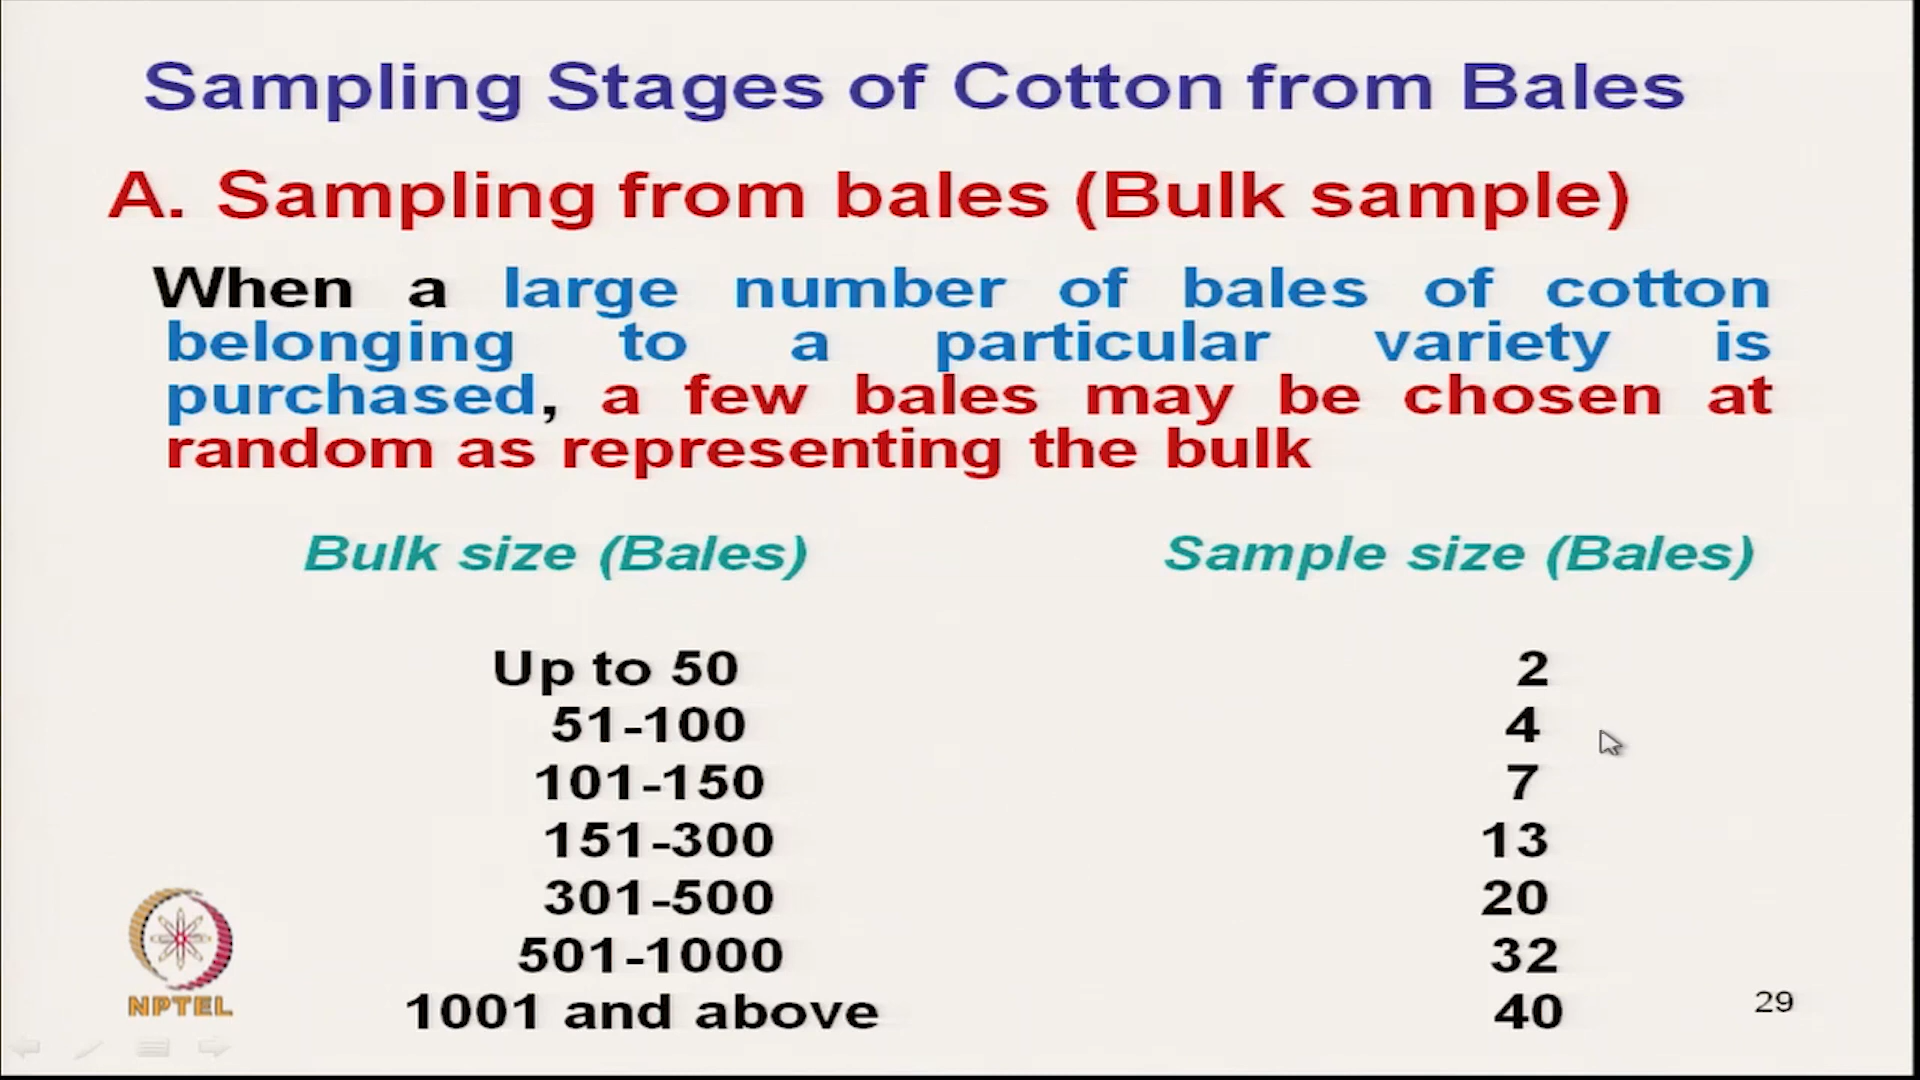 Sampling Stages of Cotton from Bales
A. Sampling from bales (Bulk sample)
When a large number of bales of cotton
belonging to a particular variety is
purchased, a few bales may be chosen at
random as representing the bulk
Bulk size (Bales) Sample size (Bales)
Up to 50 2
51-100 4
101-150 7
151-300 13
301-500 20
501-1000 32
1001 and above 40
NPTEL
29